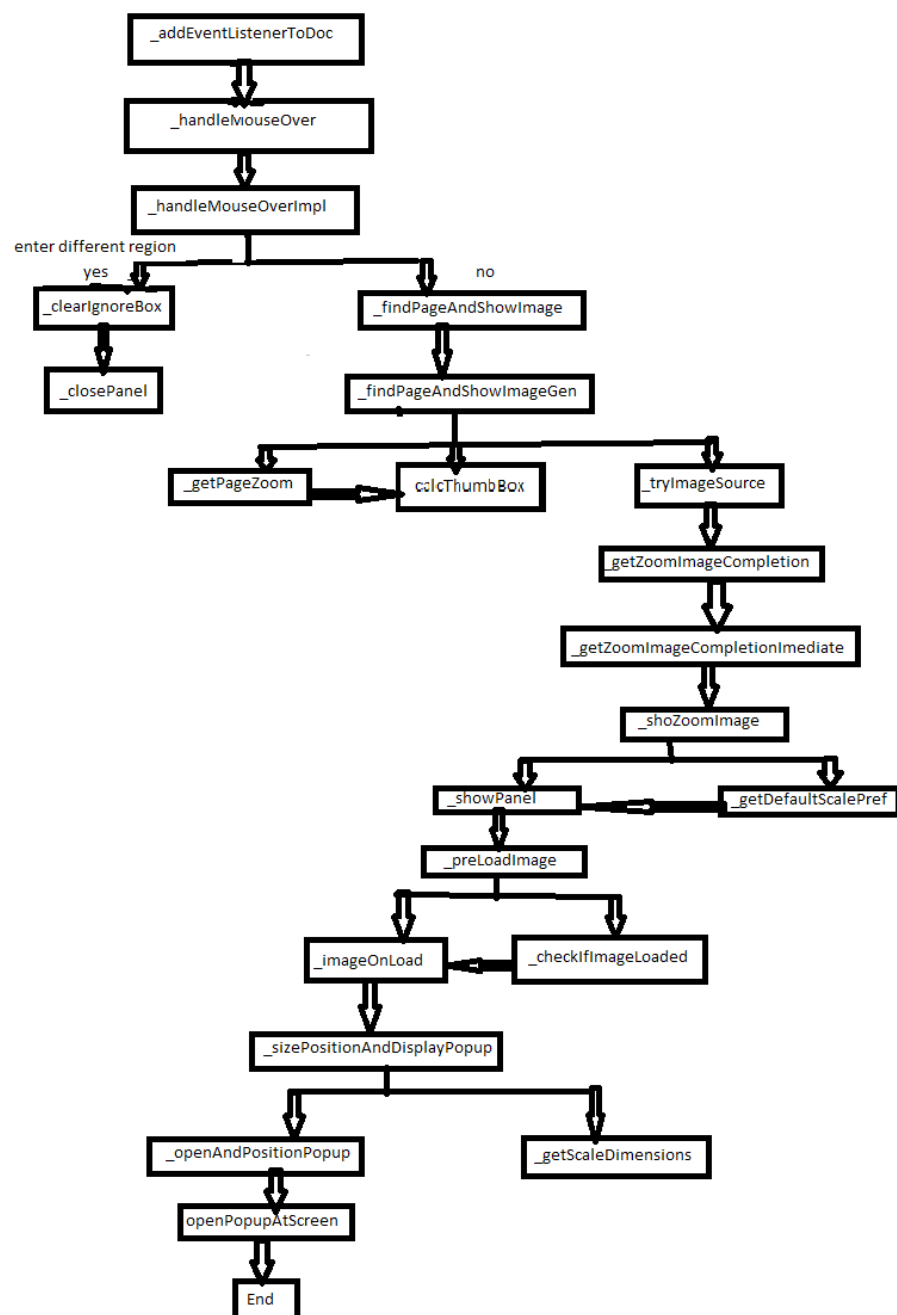 _addEventListenerToDoc
_handleMouseOver
_handleMouseOverImpl
enter different region
yes
no
_clearIgnoreBox
_findPageAndShowImage
_closePanel
_findPageAndShowImageGen
_getPageZoom
calcThumbBox
_tryImageSource
_getZoomImageCompletion
_getZoomImageCompletionImediate
_shoZoomImage
_showPanel
_getDefaultScalePref
_preLoadImage
_imageOnLoad
_checkIfImageLoaded
_sizePositionAndDisplayPopup
_openAndPositionPopup
_getScaleDimensions
openPopupAtScreen
End